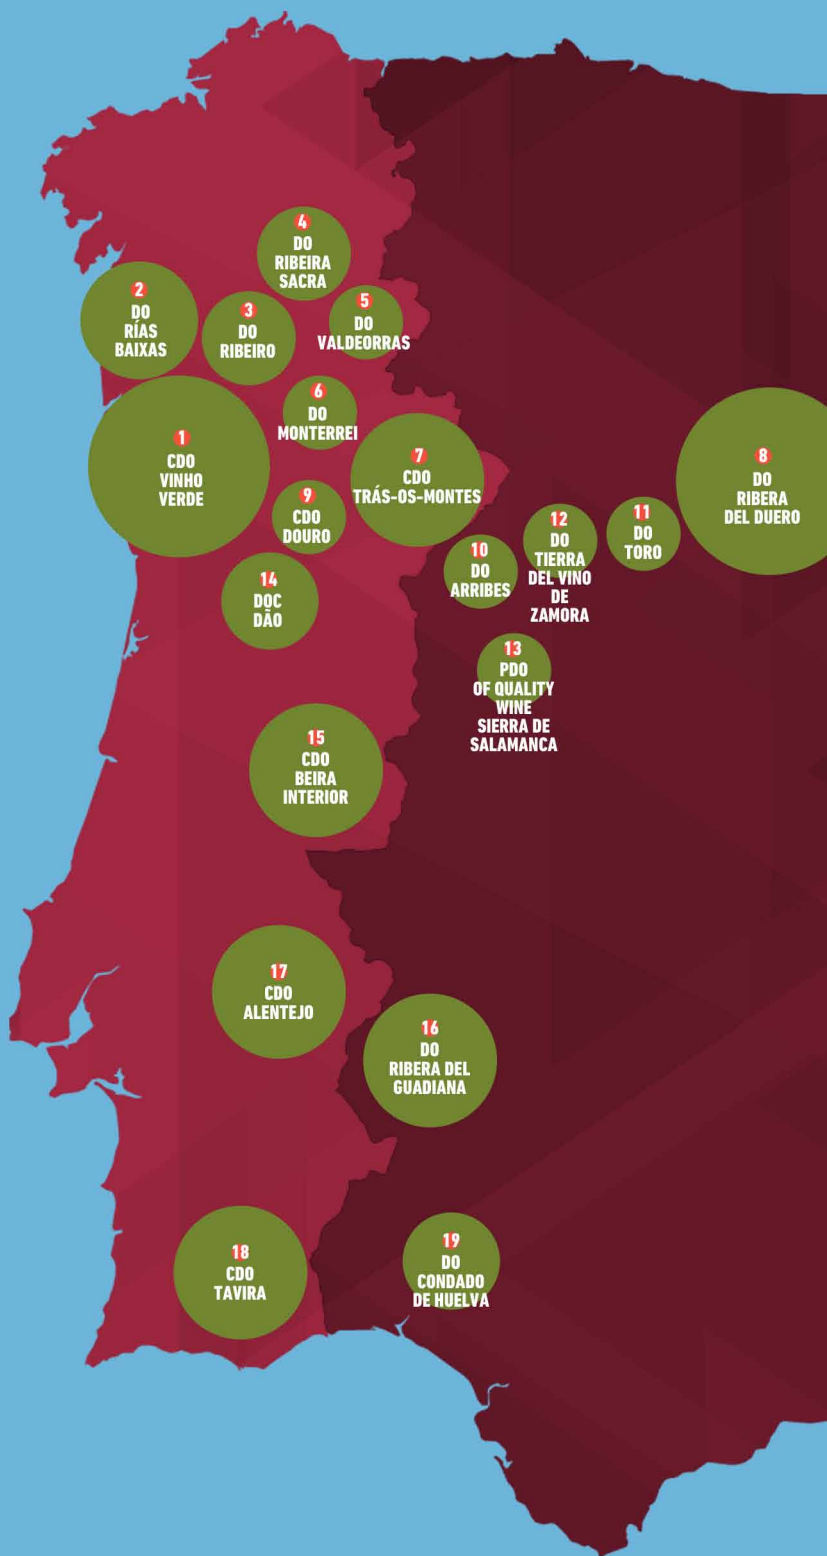 4
DO
RIBEIRA
SACRA
2
DO
RÍAS
BAIXAS
3
DO
RIBEIRO
5
DO
VALDEORRAS
6
DO
MONTERREI
1
CDO
VINHO
VERDE
7
CDO
TRÁS-OS-MONTES
8
DO
RIBERA
DEL DUERO
9
CDO
DOURO
10
DO
ARRIBES
12
DO
TIERRA
DEL VINO
DE
ZAMORA
11
DO
TORO
14
DOC
DÃO
13
PDO
OF QUALITY
WINE
SIERRA DE
SALAMANCA
15
CDO
BEIRA
INTERIOR
17
CDO
ALENTEJO
16
DO
RIBERA DEL
GUADIANA
18
CDO
TAVIRA
19
DO
CONDADO
DE HUELVA